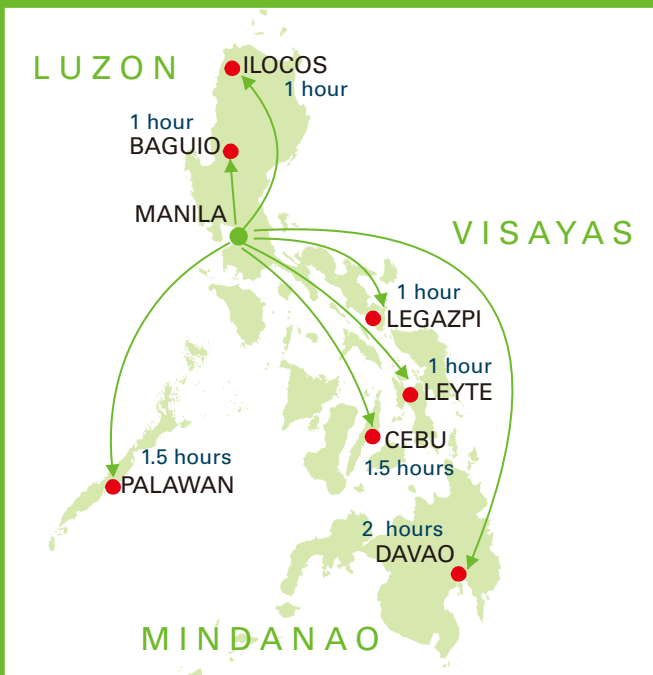 LUZON
ILOCOS
1 hour
1 hour
BAGUIO
MANILA
VISAYAS
1 hour
LEGAZPI
1 hour
LEYTE
CEBU
1.5 hours
1.5 hours
PALAWAN
2 hours
DAVAO
MINDANAO